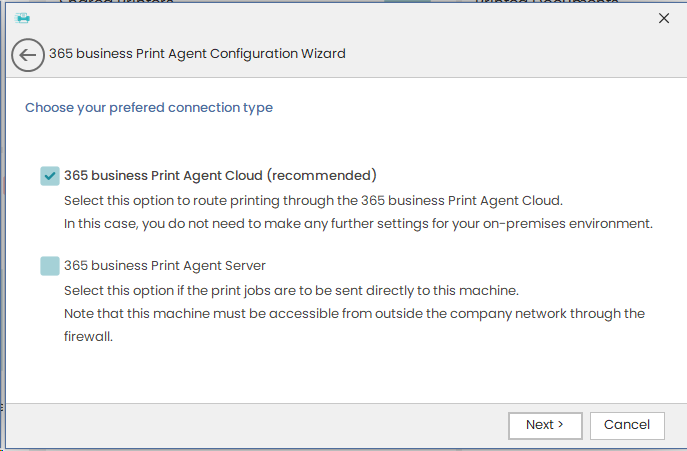 Shared Printers
Printed Documents
365 business Print Agent Configuration Wizard
Choose your prefered connection type
365 business Print Agent Cloud (recommended)
Select this option to route printing through the 365 business Print Agent Cloud.
In this case, you do not need to make any further settings for your on-premises environment.
365 business Print Agent Server
Select this option if the print jobs are to be sent directly to this machine.
Note that this machine must be accessible from outside the company network through the
firewall.
Next >
Cancel